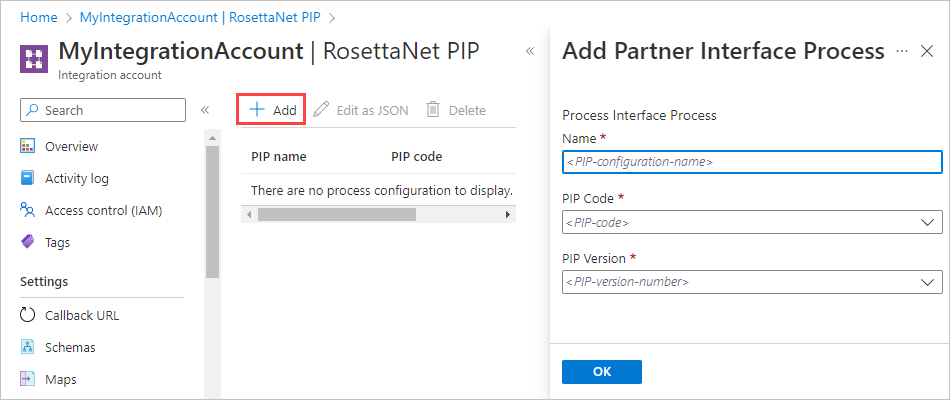 Home > MyIntegrationAccount | RosettaNet PIP >
MyIntegrationAccount | RosettaNet PIP «
Integration account
Search «
Overview
Activity log
Access control (IAM)
Tags
Settings
Callback URL
Schemas
Maps
+ Add Edit as JSON Delete
PIP name PIP code
There are no process configuration to display.
Add Partner Interface Process ... ×
Process Interface Process
Name *
<PIP-configuration-name>
PIP Code *
<PIP-code>
PIP Version *
<PIP-version-number>
OK